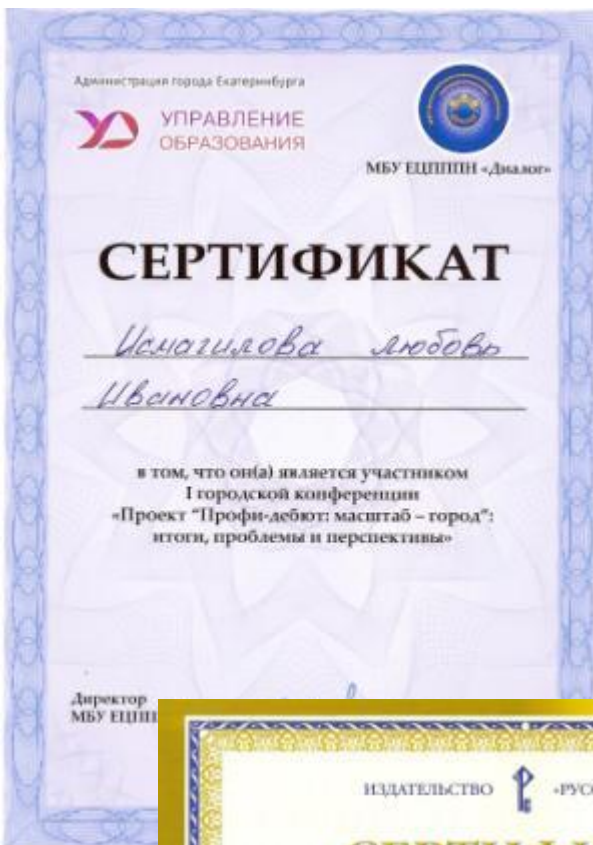 Администрация города Екатеринбурга
УПРАВЛЕНИЕ
ОБРАЗОВАНИЯ
МБУ ЕЦПППН «Диалог»
СЕРТИФИКАТ
Исмагилова Любовь
Ивановна
в том, что он(а) является участником
I городской конференции
«Проект "Профи-дебют: масштаб – город":
итоги, проблемы и перспективы»
Директор
МБУ
ИЗДАТЕЛЬСТВО